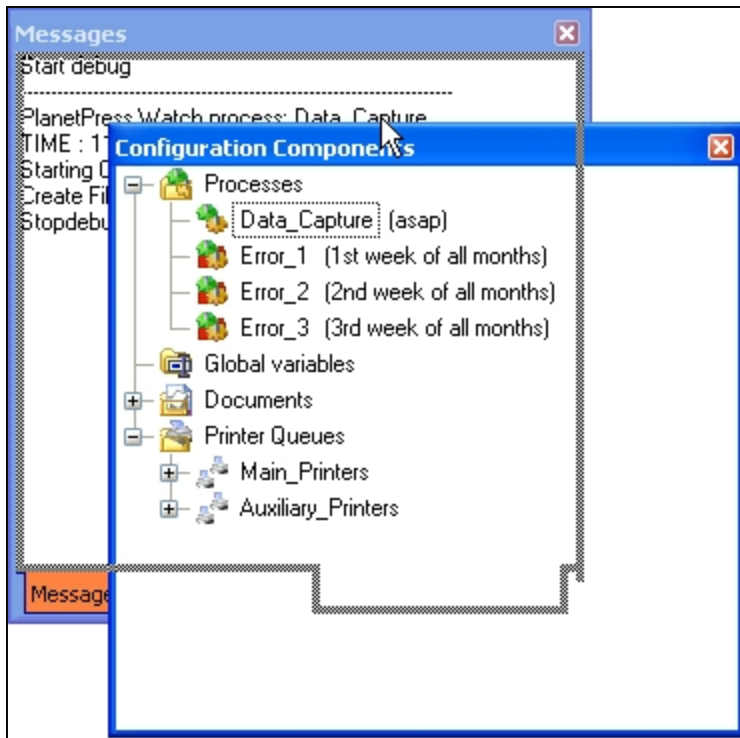 Messages
Start debug
PlanetPress Watch process: Data_Capture
TIME : 1
Starting
Create Fil
Stopdebu
Configuration Components
Processes
Data_Capture (asap)
Error_1 (1st week of all months)
Error_2 (2nd week of all months)
Error_3 (3rd week of all months)
Global variables
Documents
Printer Queues
Main_Printers
Auxiliary_Printers
Message